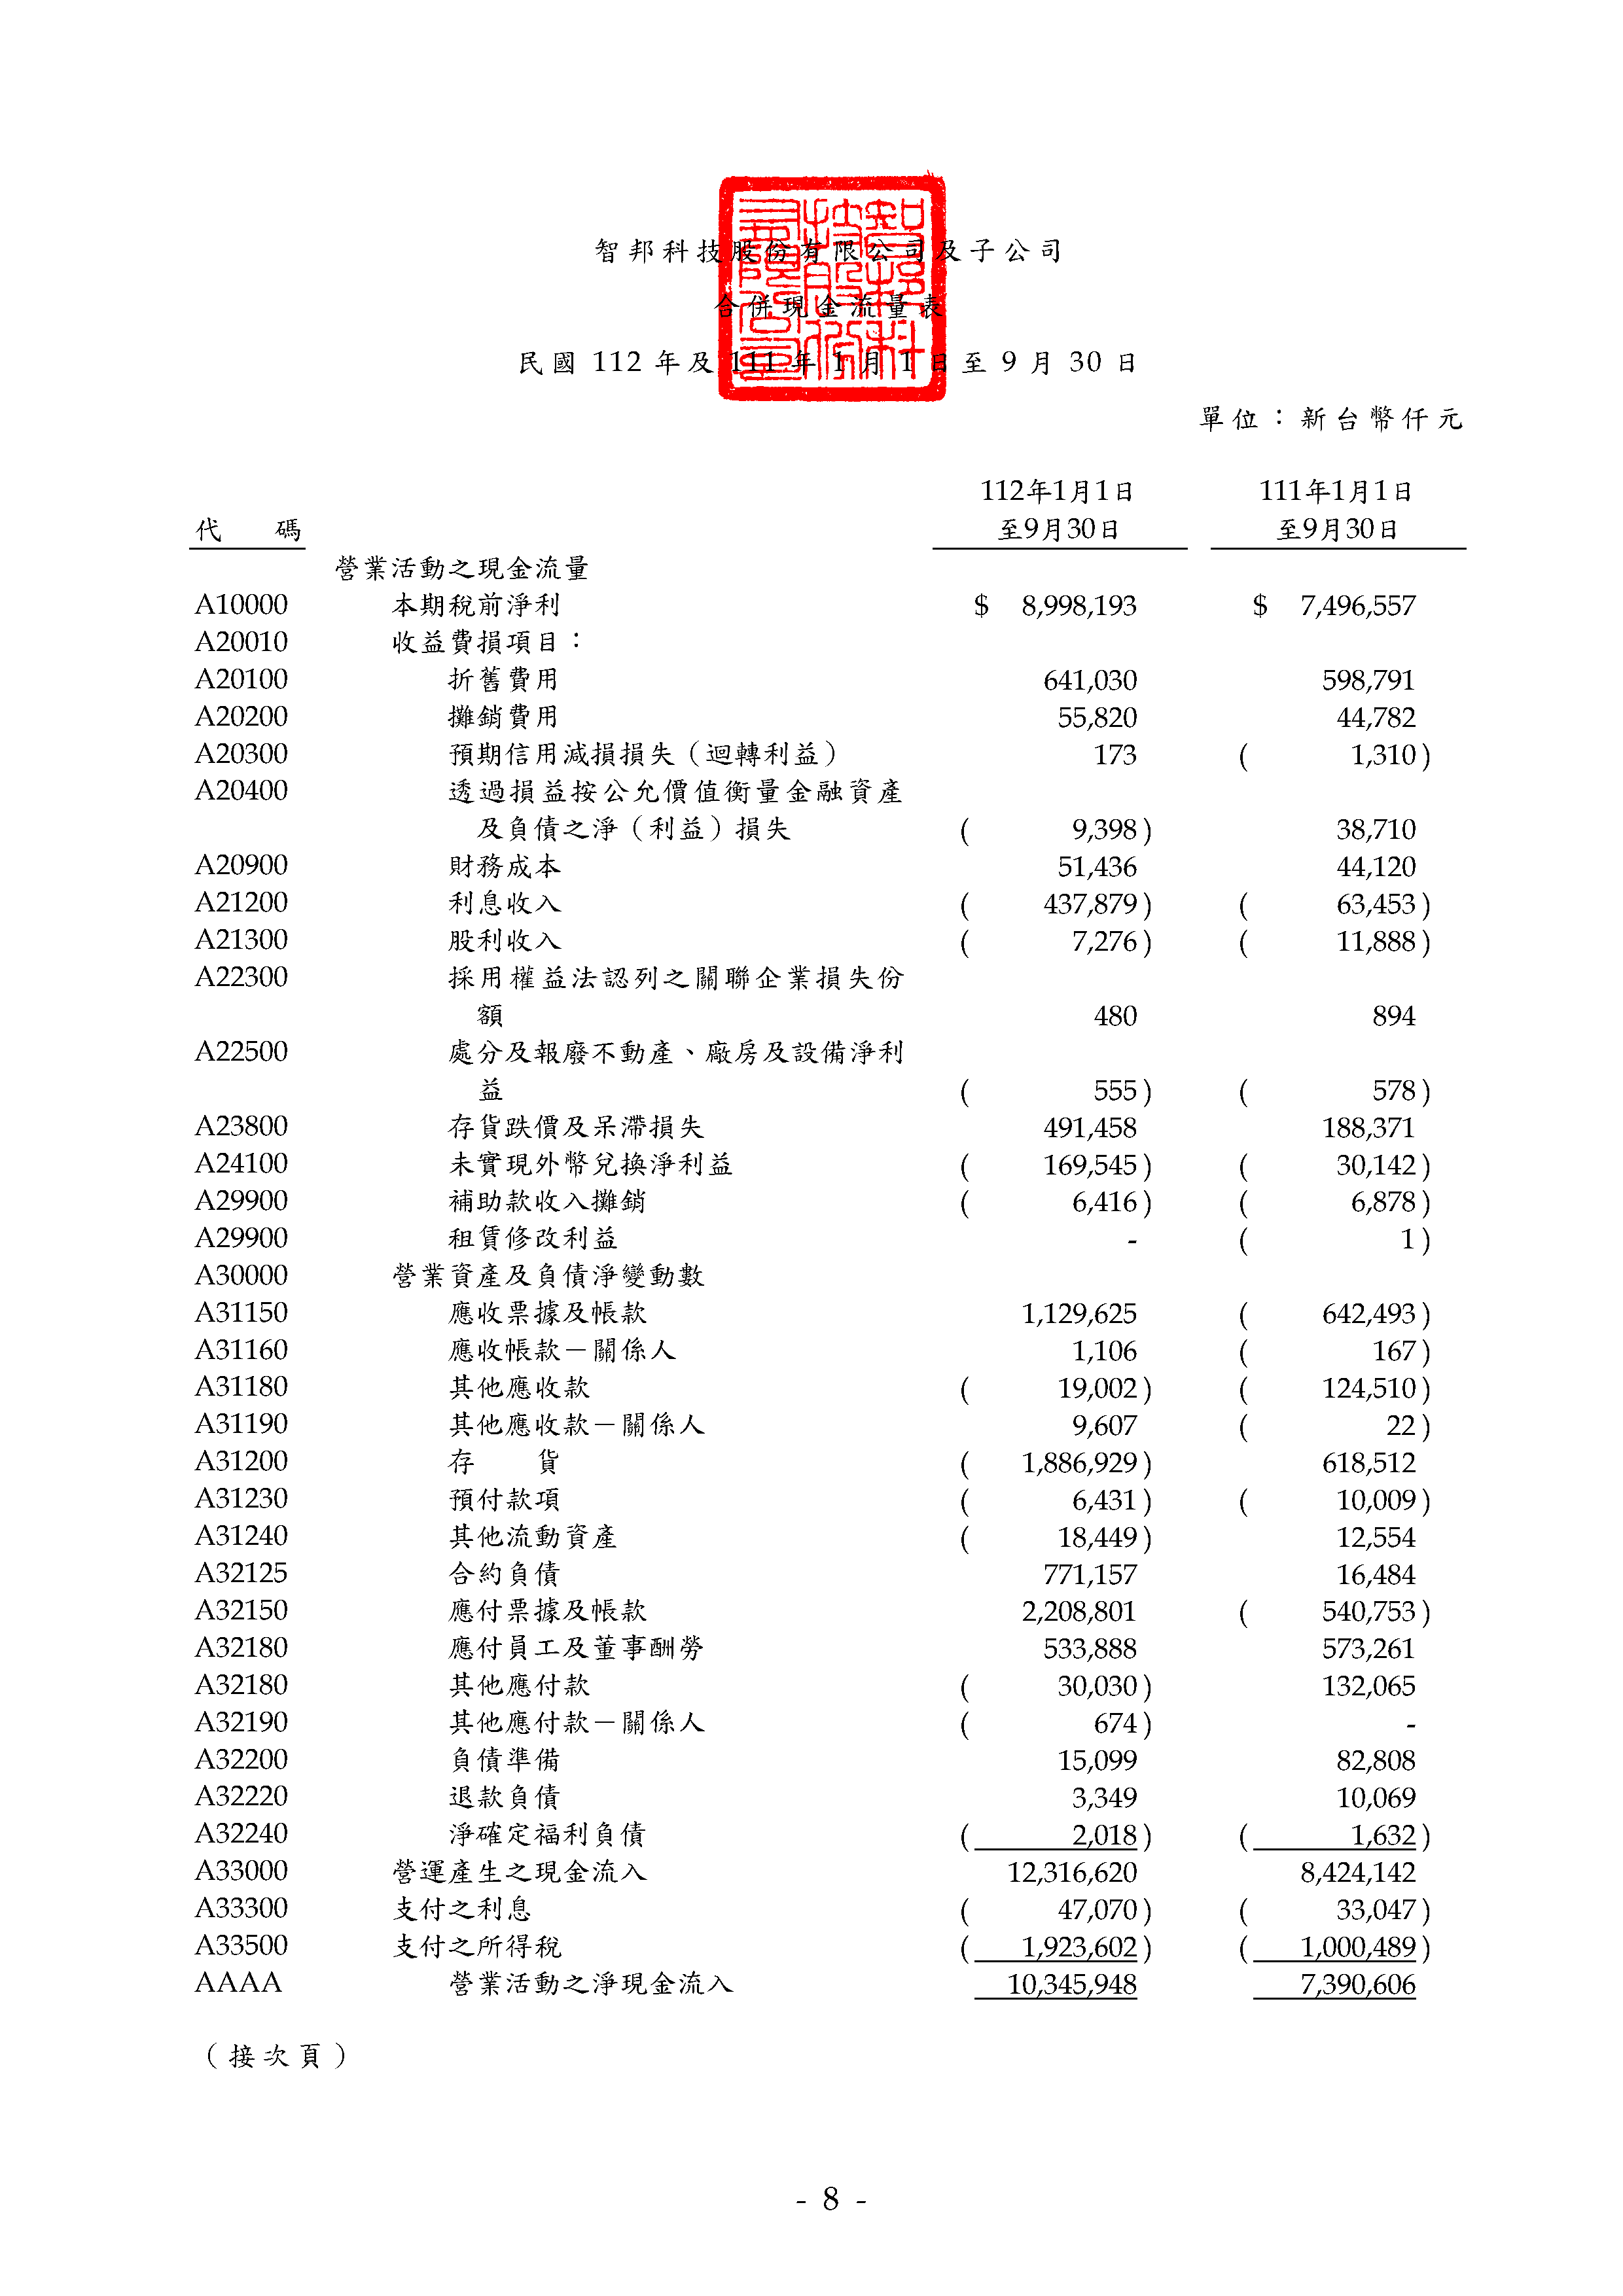 智邦科技股份有限公司及子公司
合併現金流量表
民國 112 年及 111 年 1 月 1 日至 9 月 30 日
單位：新台幣仟元
112年1月1日 111年1月1日
代 碼 至9月30日 至9月30日
營業活動之現金流量
A10000 本期稅前淨利 $ 8,998,193 $ 7,496,557
A20010 收益費損項目：
A20100 折舊費用 641,030 598,791
A20200 攤銷費用 55,820 44,782
A20300 預期信用減損損失（迴轉利益） 173 ( 1,310)
A20400 透過損益按公允價值衡量金融資產
及負債之淨（利益）損失 ( 9,398) 38,710
A20900 財務成本 51,436 44,120
A21200 利息收入 ( 437,879) ( 63,453)
A21300 股利收入 ( 7,276) ( 11,888)
A22300 採用權益法認列之關聯企業損失份
額 480 894
A22500 處分及報廢不動產、廠房及設備淨利
益 ( 555) ( 578)
A23800 存貨跌價及呆滯損失 491,458 188,371
A24100 未實現外幣兌換淨利益 ( 169,545) ( 30,142)
A29900 補助款收入攤銷 ( 6,416) ( 6,878)
A29900 租賃修改利益 - ( 1)
A30000 營業資產及負債淨變動數
A31150 應收票據及帳款 1,129,625 ( 642,493)
A31160 應收帳款－關係人 1,106 ( 167)
A31180 其他應收款 ( 19,002) ( 124,510)
A31190 其他應收款－關係人 9,607 ( 22)
A31200 存 貨 ( 1,886,929) 618,512
A31230 預付款項 ( 6,431) ( 10,009)
A31240 其他流動資產 ( 18,449) 12,554
A32125 合約負債 771,157 16,484
A32150 應付票據及帳款 2,208,801 ( 540,753)
A32180 應付員工及董事酬勞 533,888 573,261
A32180 其他應付款 ( 30,030) 132,065
A32190 其他應付款－關係人 ( 674) -
A32200 負債準備 15,099 82,808
A32220 退款負債 3,349 10,069
A32240 淨確定福利負債 ( 2,018) ( 1,632)
A33000 營運產生之現金流入 12,316,620 8,424,142
A33300 支付之利息 ( 47,070) ( 33,047)
A33500 支付之所得稅 ( 1,923,602) ( 1,000,489)
AAAA 營業活動之淨現金流入 10,345,948 7,390,606
（接次頁）
- 8 -